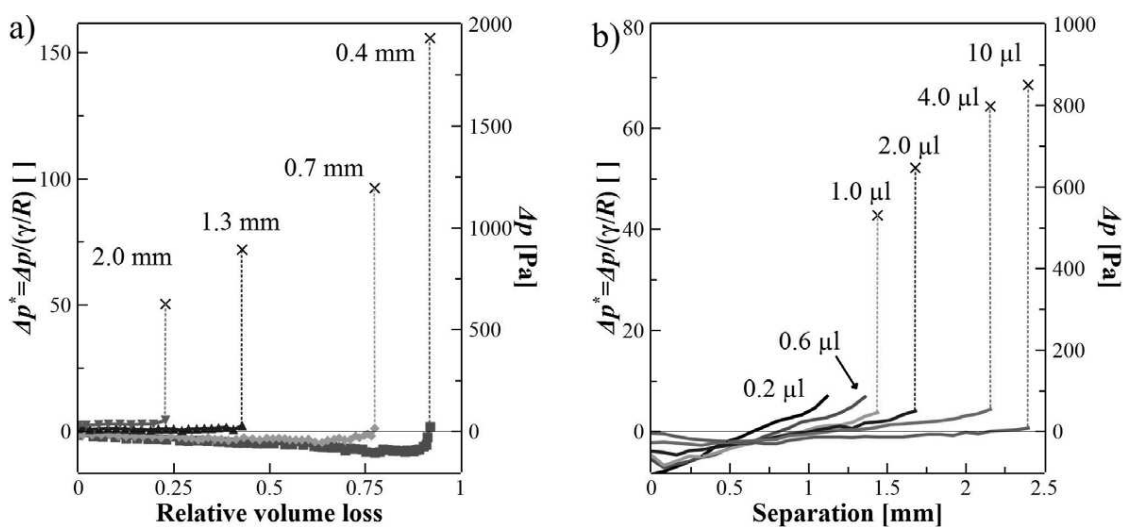 a)
Δp*=Δp/(γ/R) [ ]
150
100
50
0
2000
1500
1000
500
0
Δp [Pa]
0.4 mm
0.7 mm
1.3 mm
2.0 mm
0 0.25 0.5 0.75 1
Relative volume loss
b)
Δp*=Δp/(γ/R) [ ]
80
60
40
20
0
1000
800
600
400
200
0
Δp [Pa]
10 µl
4.0 µl
2.0 µl
1.0 µl
0.6 µl
0.2 µl
0 0.5 1 1.5 2 2.5
Separation [mm]